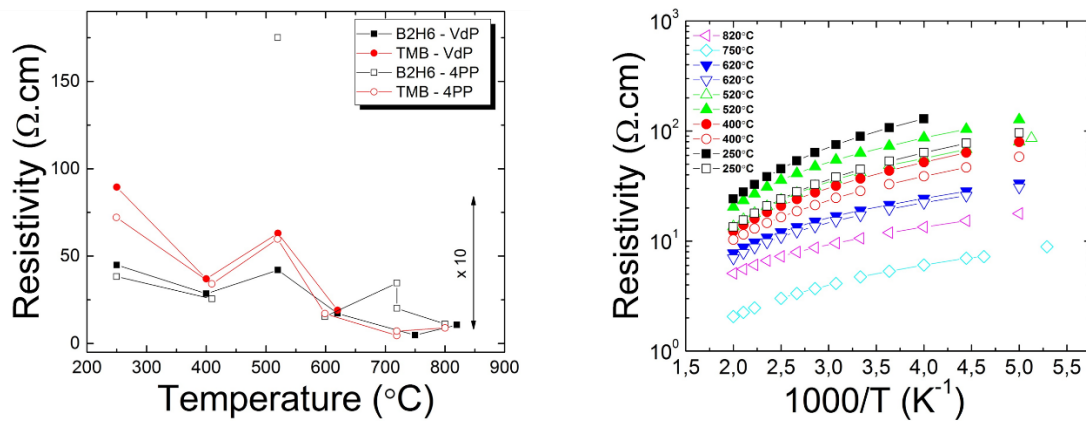 Resistivity (Ω.cm)
175
150
100
50
0
200 300 400 500 600 700 800 900
Temperature (°C)
B2H6 - VdP
TMB - VdP
B2H6 - 4PP
TMB - 4PP
x 10
Resistivity (Ω.cm)
10³
10²
10¹
10⁰
1,5 2,0 2,5 3,0 3,5 4,0 4,5 5,0
1000/T (K⁻¹)
820°C
750°C
620°C
620°C
520°C
520°C
400°C
400°C
250°C
250°C